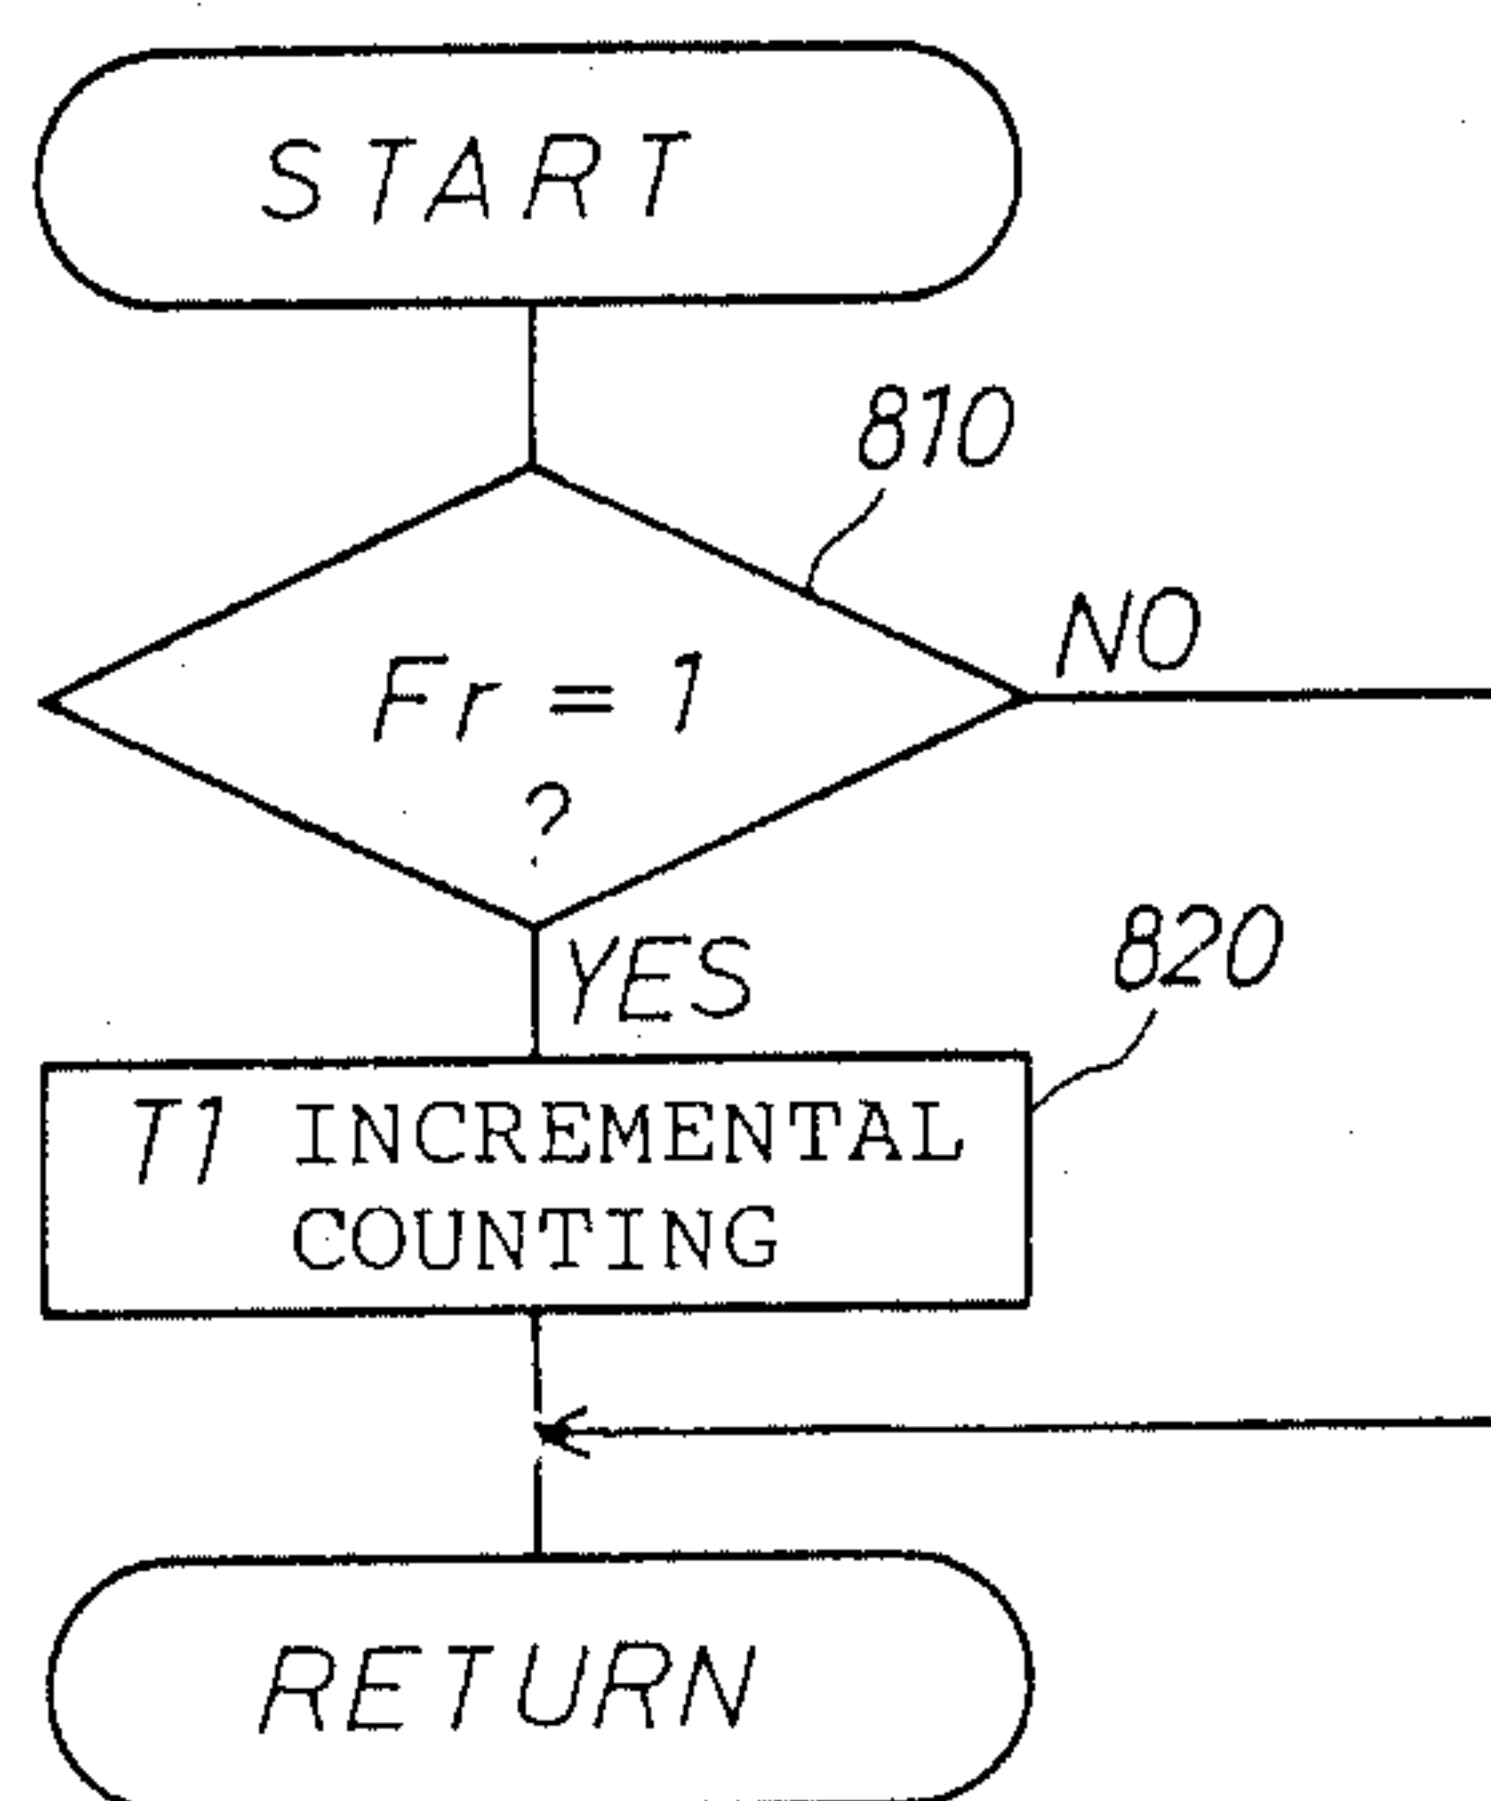 START
810
NO
Fr = 1
?
YES
820
T1 INCREMENTAL
COUNTING
RETURN